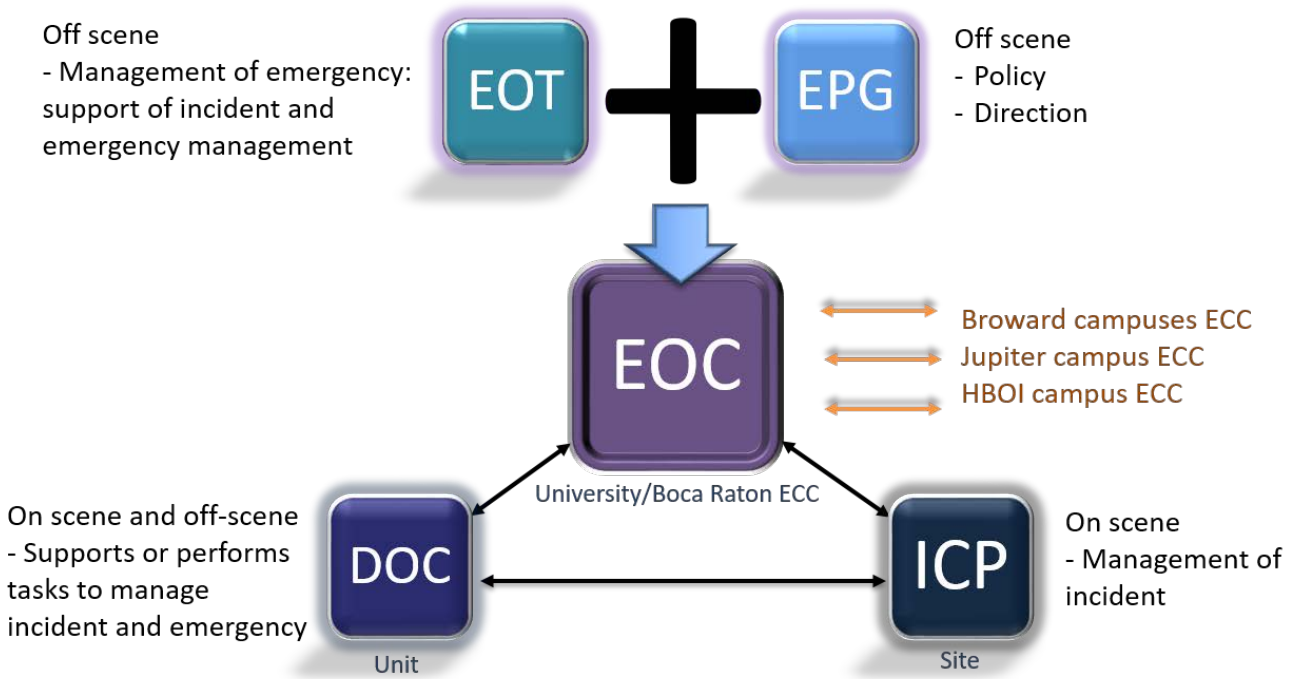 Off scene
- Management of emergency:
support of incident and
emergency management
EOT
EPG
Off scene
- Policy
- Direction
EOC
Broward campuses ECC
Jupiter campus ECC
HBOI campus ECC
University/Boca Raton ECC
On scene and off-scene
- Supports or performs
tasks to manage
incident and emergency
DOC
Unit
ICP
Site
On scene
- Management of
incident